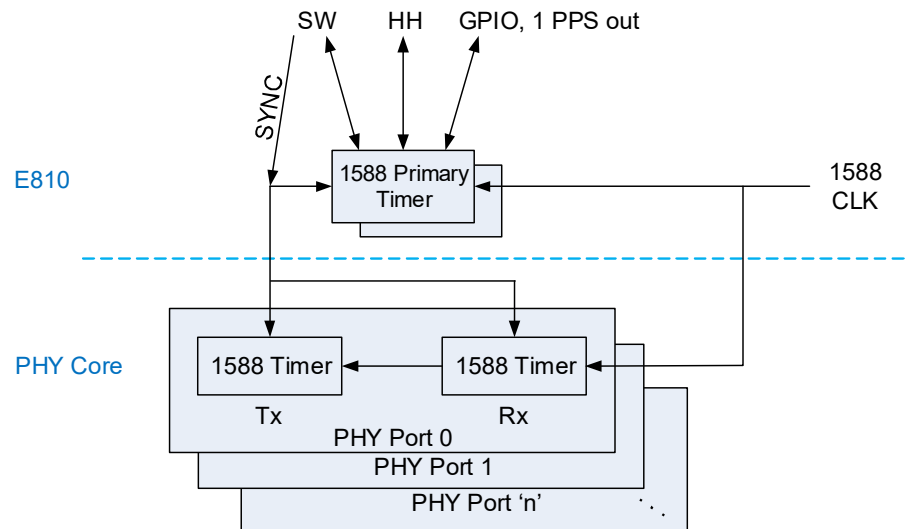 SW
HH
GPIO, 1 PPS out
SYNC
E810
1588 Primary
Timer
1588
CLK
PHY Core
1588 Timer
1588 Timer
Tx
Rx
PHY Port 0
PHY Port 1
PHY Port ‘n’